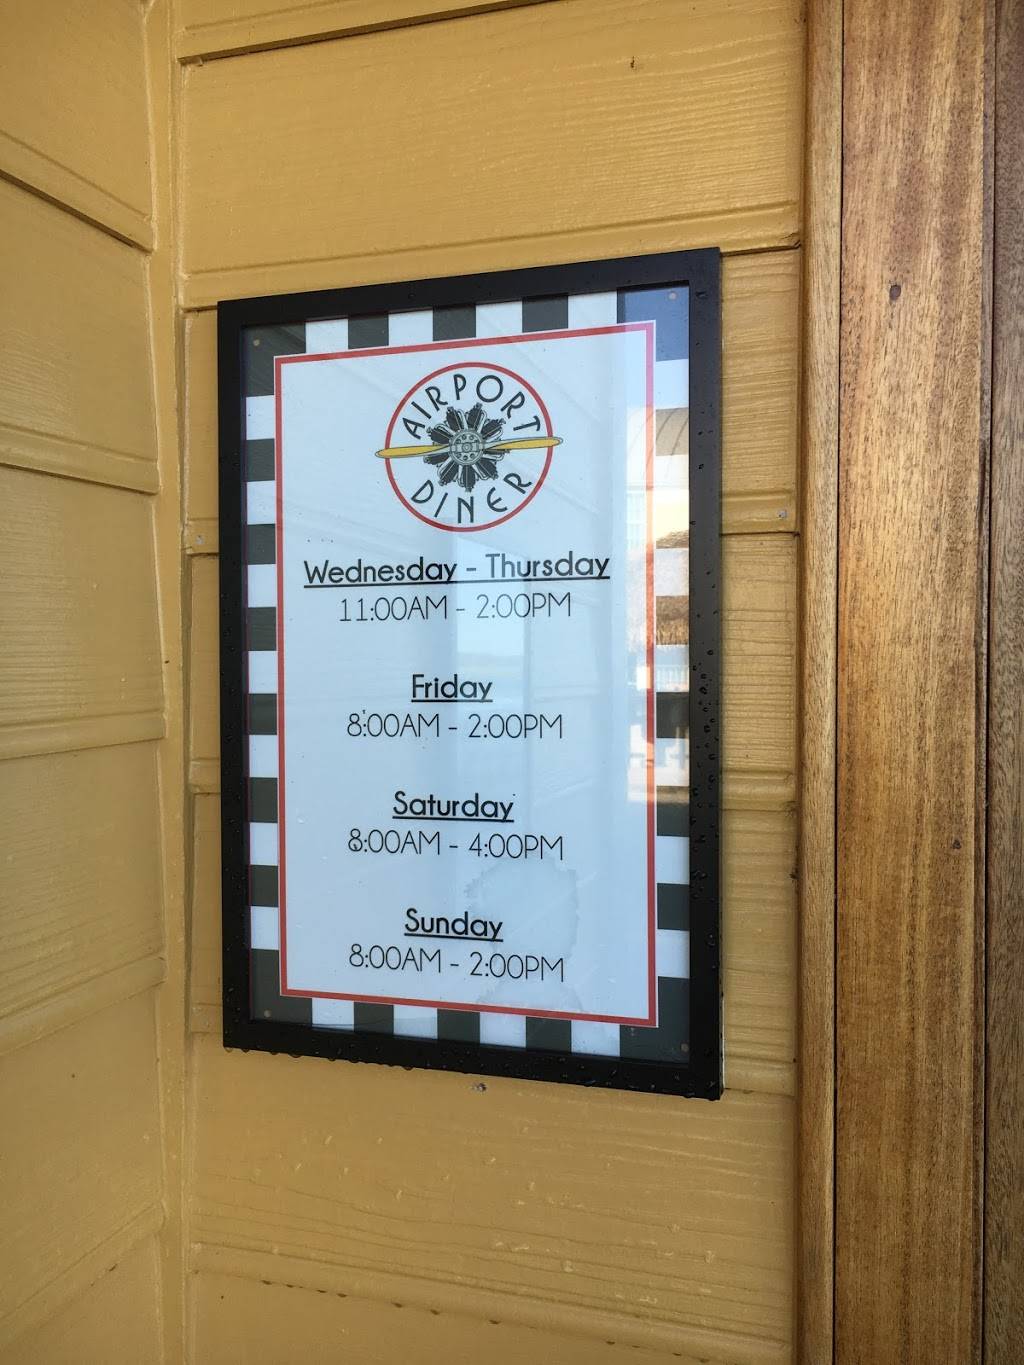 AIRPORT
DINER
Wednesday - Thursday
11:00AM - 2:00PM
Friday
8:00AM - 2:00PM
Saturday
8:00AM - 4:00PM
Sunday
8:00AM - 2:00PM